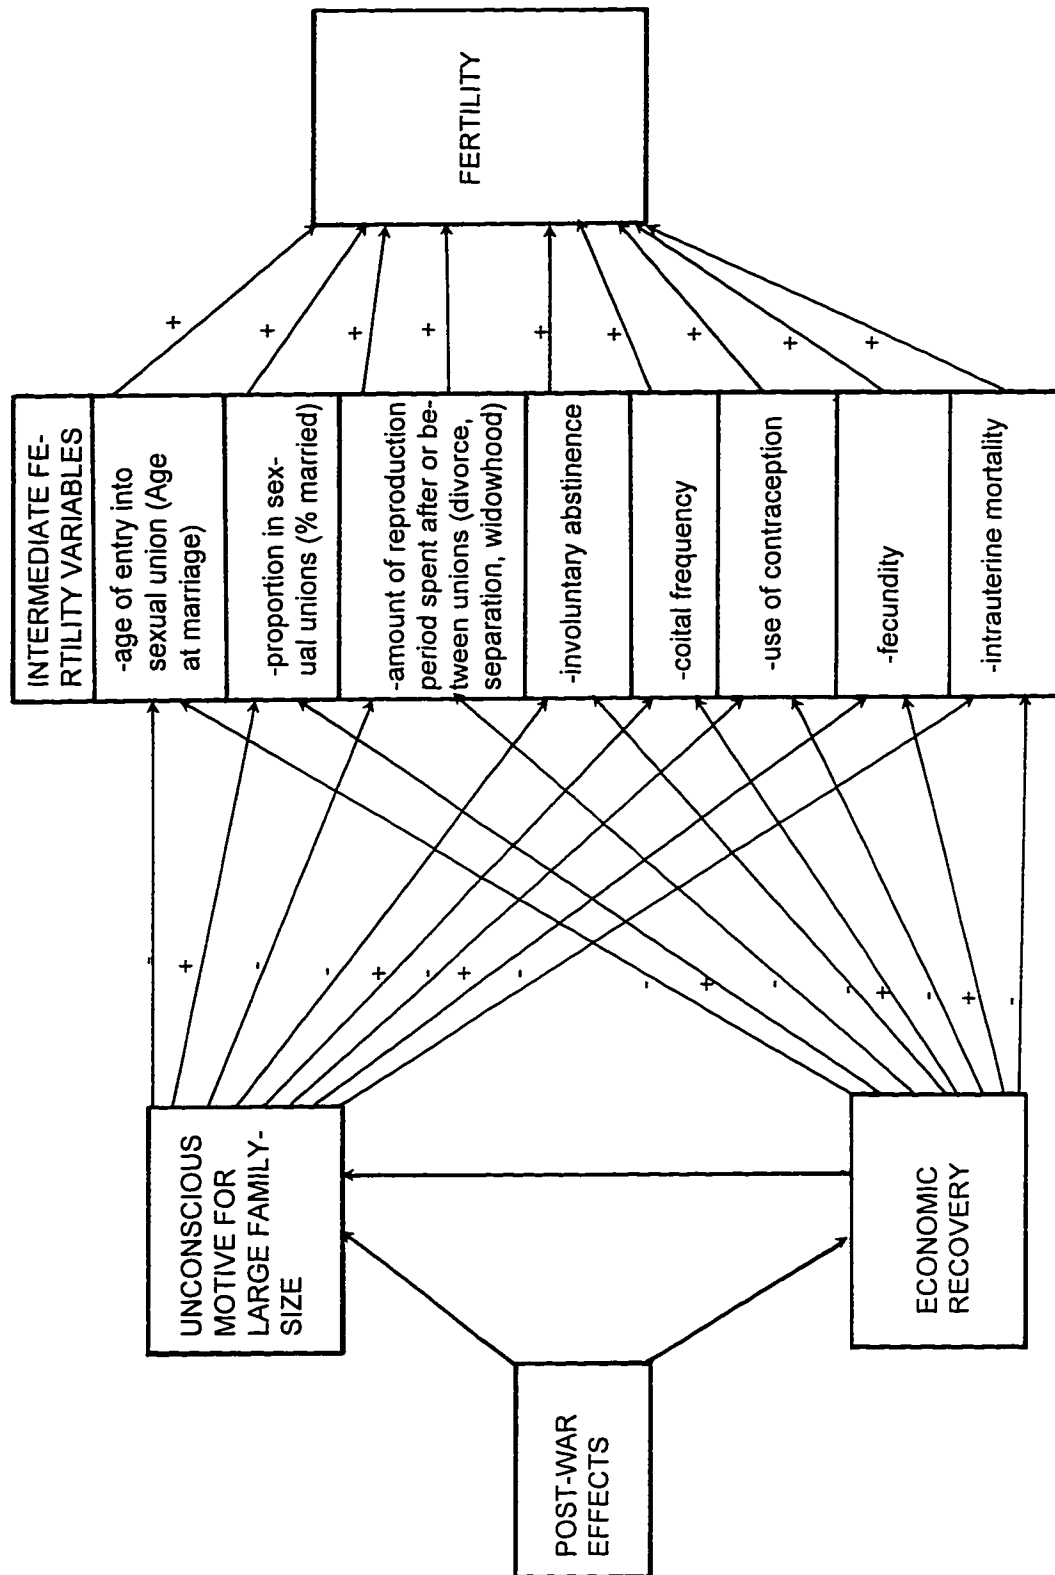 POST-WAR
EFFECTS
UNCONSCIOUS
MOTIVE FOR
LARGE FAMILY-
SIZE
ECONOMIC
RECOVERY
-
+
-
-
+
-
+
-
-
+
-
-
+
-
+
-
INTERMEDIATE FE-
RTILITY VARIABLES
-age of entry into
sexual union (Age
at marriage)
-proportion in sex-
ual unions (% married)
-amount of reproduction
period spent after or be-
tween unions (divorce,
separation, widowhood)
-involuntary abstinence
-coital frequency
-use of contraception
-fecundity
-intrauterine mortality
+
+
+
+
+
+
+
+
+
FERTILITY